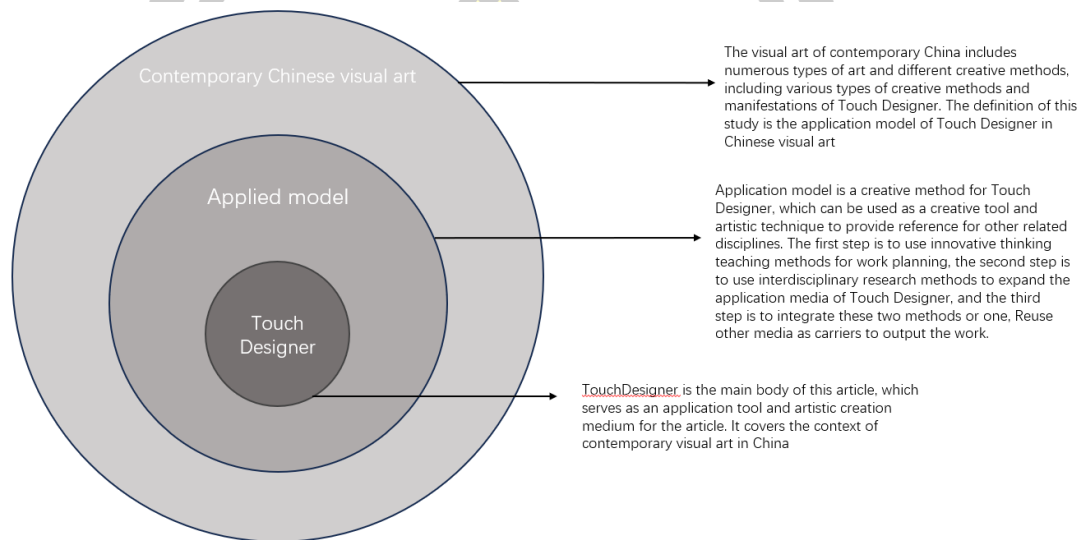 Contemporary Chinese visual art
The visual art of contemporary China includes
numerous types of art and different creative methods,
including various types of creative methods and
manifestations of Touch Designer. The definition of this
study is the application model of Touch Designer in
Chinese visual art
Applied model
Application model is a creative method for Touch
Designer, which can be used as a creative tool and
artistic technique to provide reference for other related
disciplines. The first step is to use innovative thinking
teaching methods for work planning, the second step is
to use interdisciplinary research methods to expand the
application media of Touch Designer, and the third
step is to integrate these two methods or one, Reuse
other media as carriers to output the work.
Touch
Designer
TouchDesigner is the main body of this article, which
serves as an application tool and artistic creation
medium for the article. It covers the context of
contemporary visual art in China